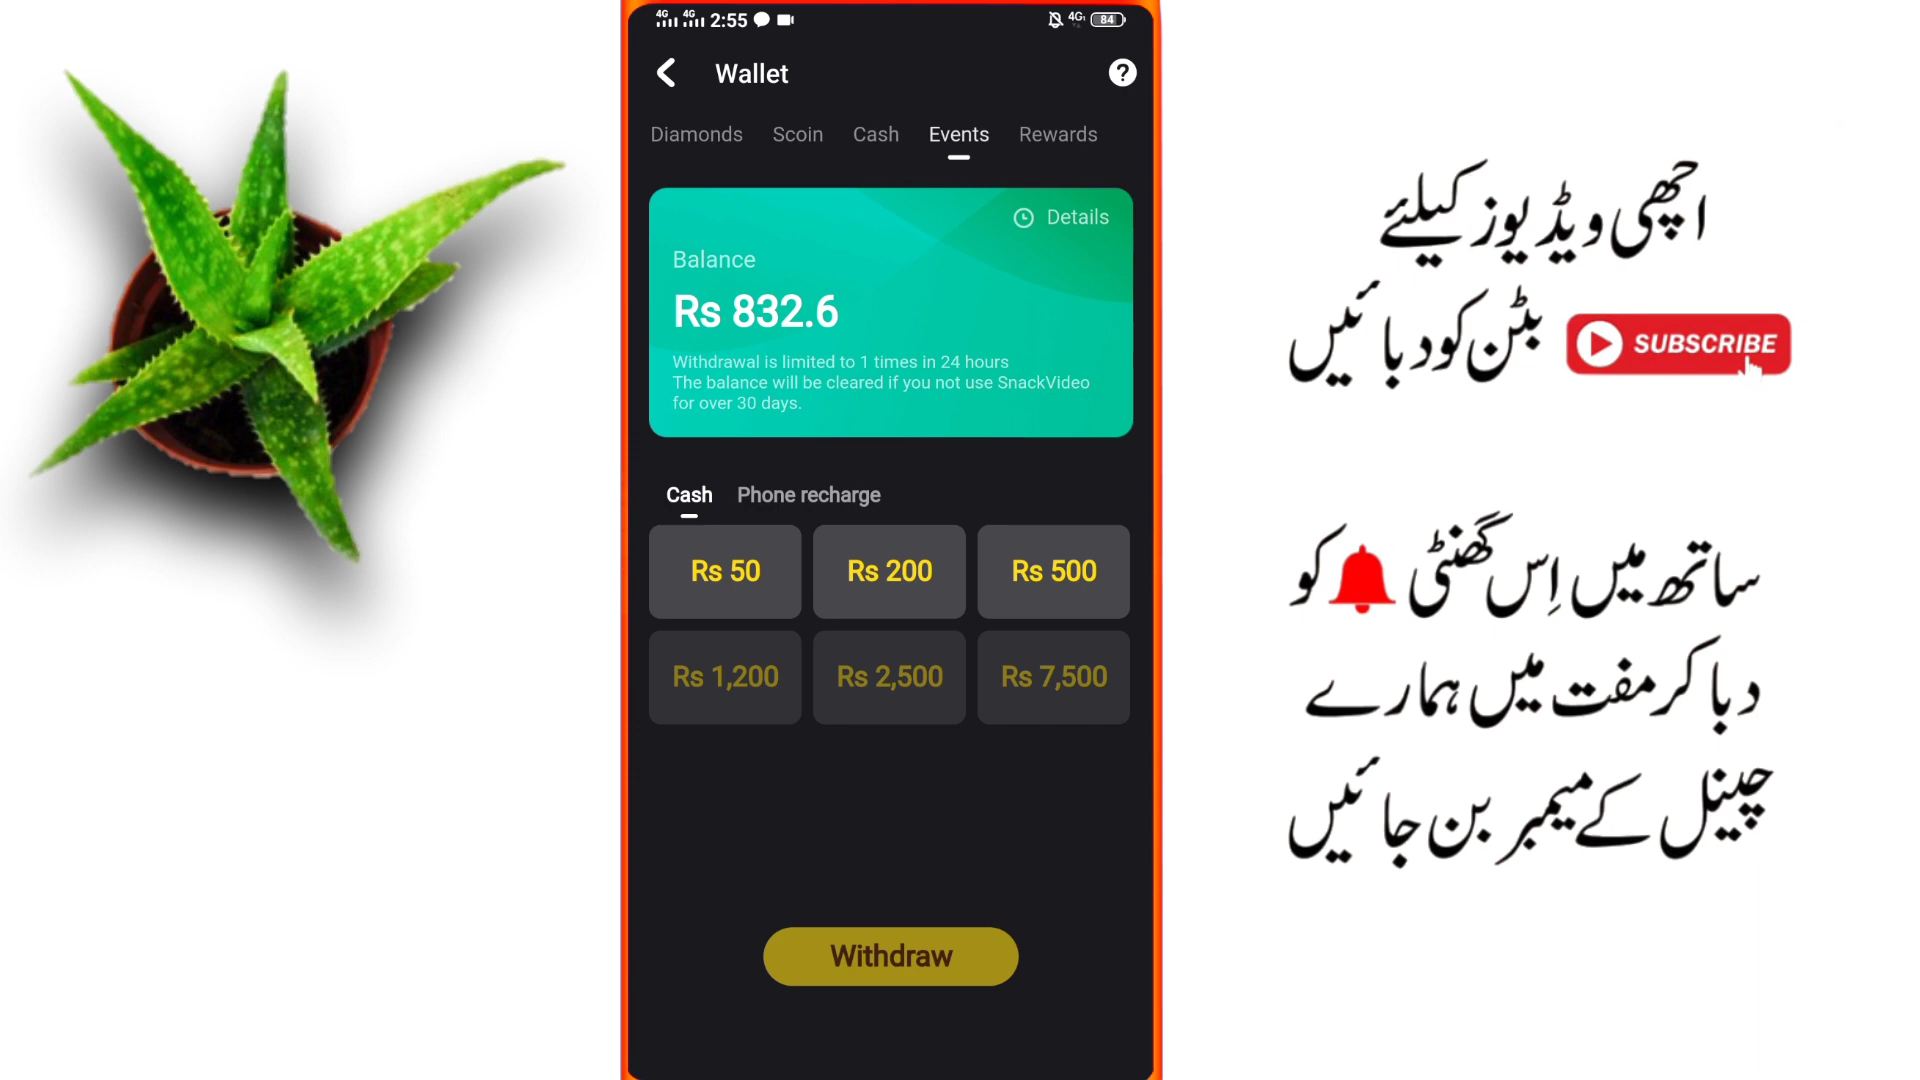 4G 4G 2:55 4G 84
Wallet ?
Diamonds Scoin Cash Events Rewards
Details
Balance
Rs 832.6
Withdrawal is limited to 1 times in 24 hours
The balance will be cleared if you not use SnackVideo
for over 30 days.
Cash Phone recharge
Rs 50 Rs 200 Rs 500
Rs 1,200 Rs 2,500 Rs 7,500
Withdraw
اچھی ویڈیوز کیلئے
بٹن کو دبائیں SUBSCRIBE
ساتھ میں اِس گھنٹی کو
دبا کر مفت میں ہمارے
چینل کے میمبر بن جائیں